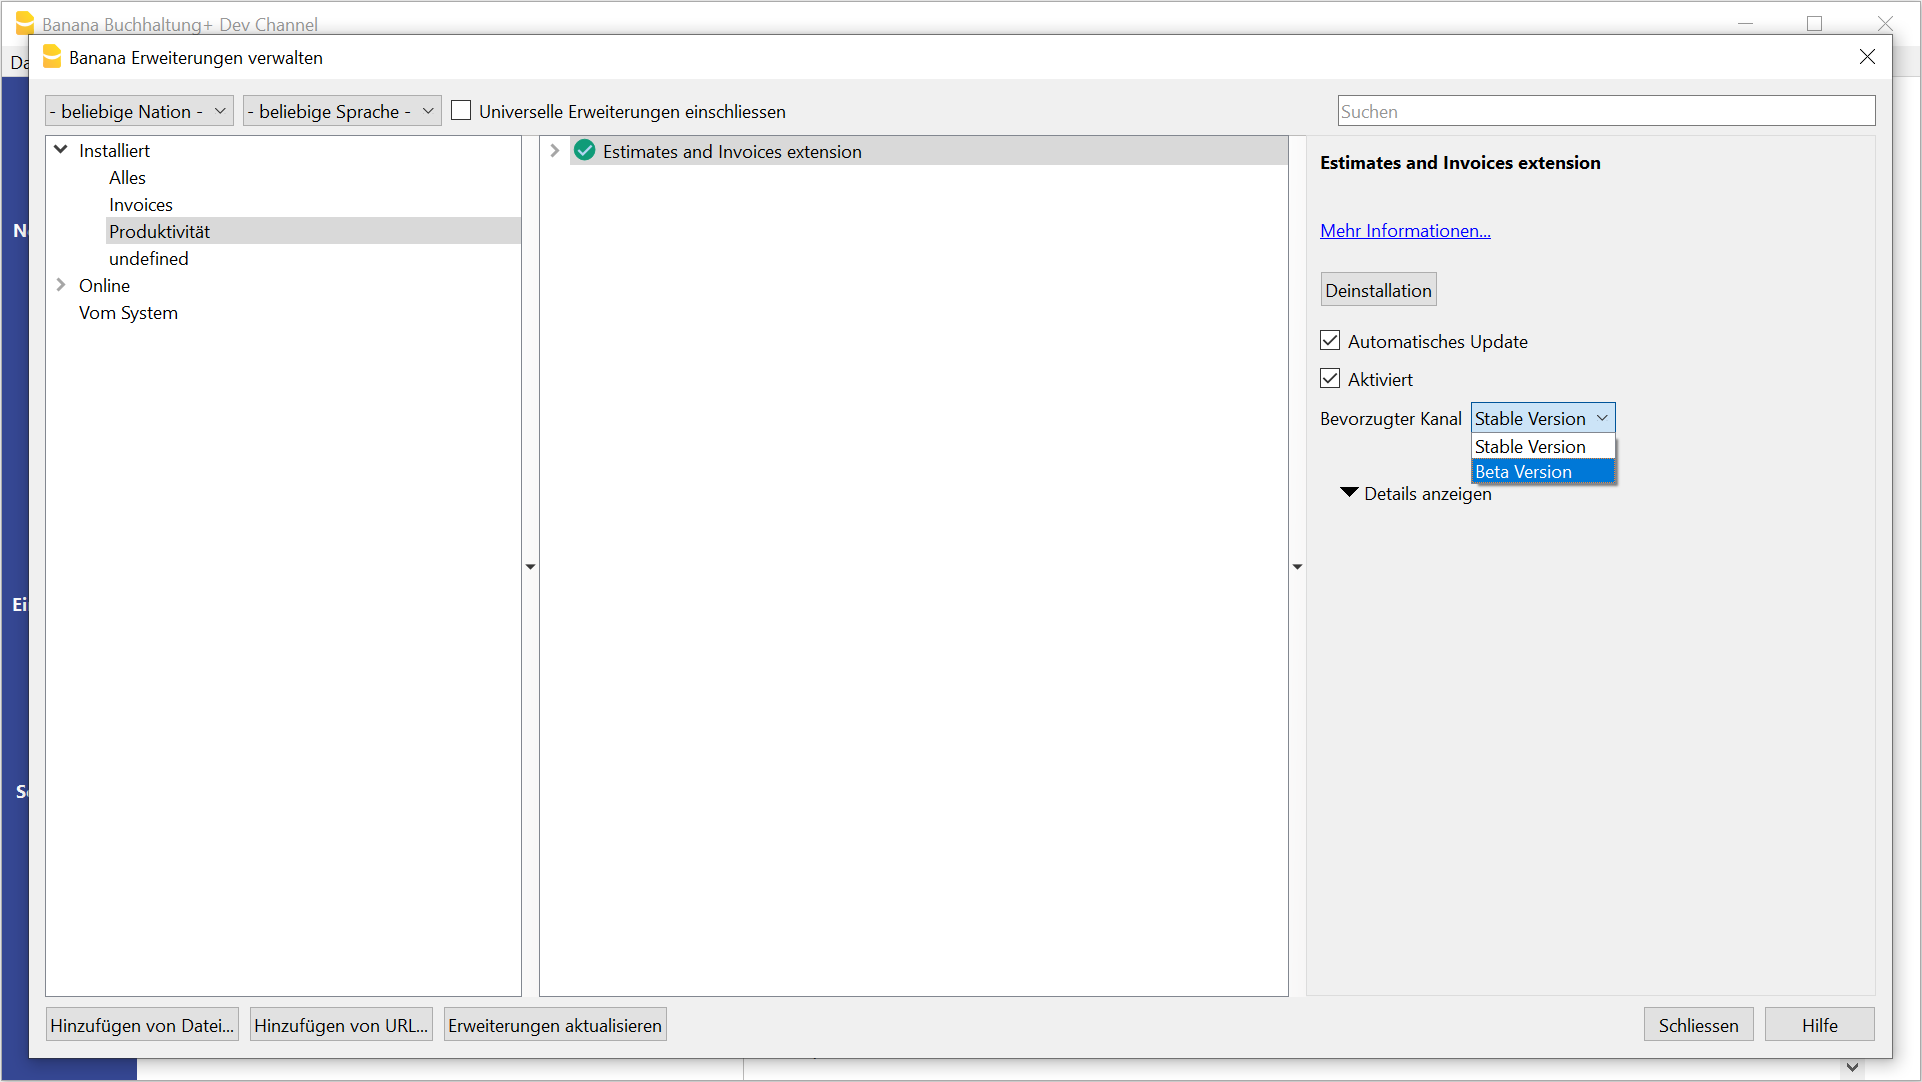 Banana Buchhaltung+ Dev Channel
Banana Erweiterungen verwalten
- beliebige Nation -
- beliebige Sprache -
Universelle Erweiterungen einschliessen
Suchen
Installiert
Alles
Invoices
Produktivität
undefined
Online
Vom System
Estimates and Invoices extension
Estimates and Invoices extension
Mehr Informationen...
Deinstallation
Automatisches Update
Aktiviert
Bevorzugter Kanal
Stable Version
Stable Version
Beta Version
Details anzeigen
Hinzufügen von Datei...
Hinzufügen von URL...
Erweiterungen aktualisieren
Schliessen
Hilfe